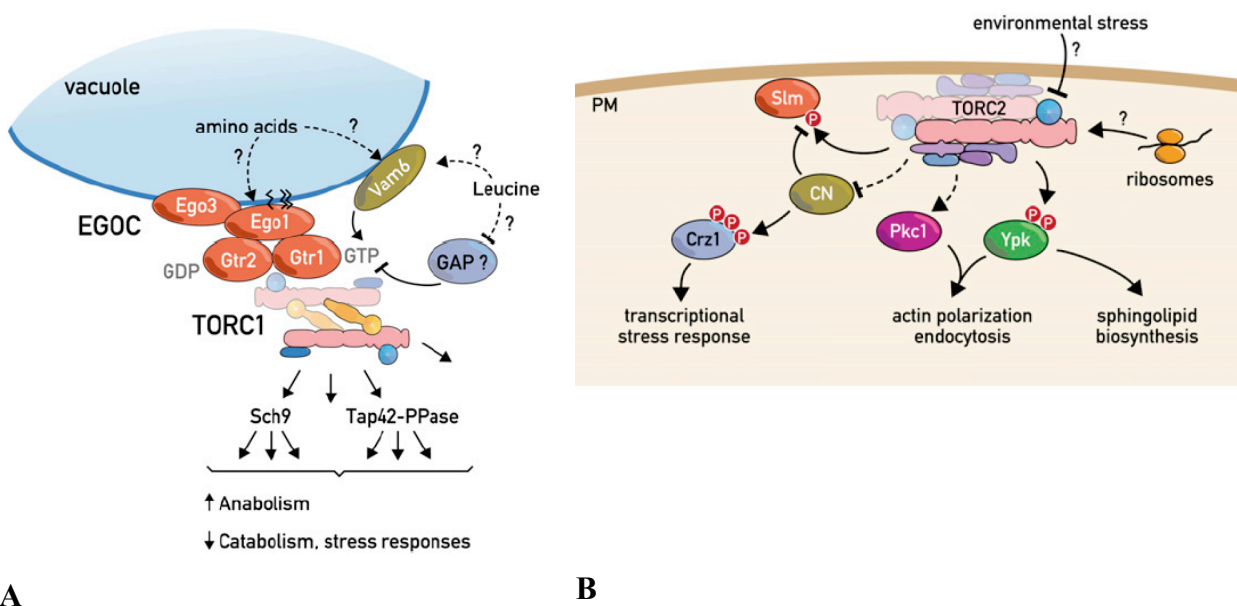 vacuole
amino acids
?
?
Vam6
?
Leucine
?
Ego3
Ego1
EGOC
Gtr2
Gtr1
GTP
GDP
GAP ?
TORC1
Sch9
Tap42-PPase
↑ Anabolism
↓ Catabolism, stress responses
A
environmental stress
?
PM
Slm
P
TORC2
?
ribosomes
CN
P
P
P
Crz1
Pkc1
P
P
Ypk
transcriptional
stress response
actin polarization
endocytosis
sphingolipid
biosynthesis
B